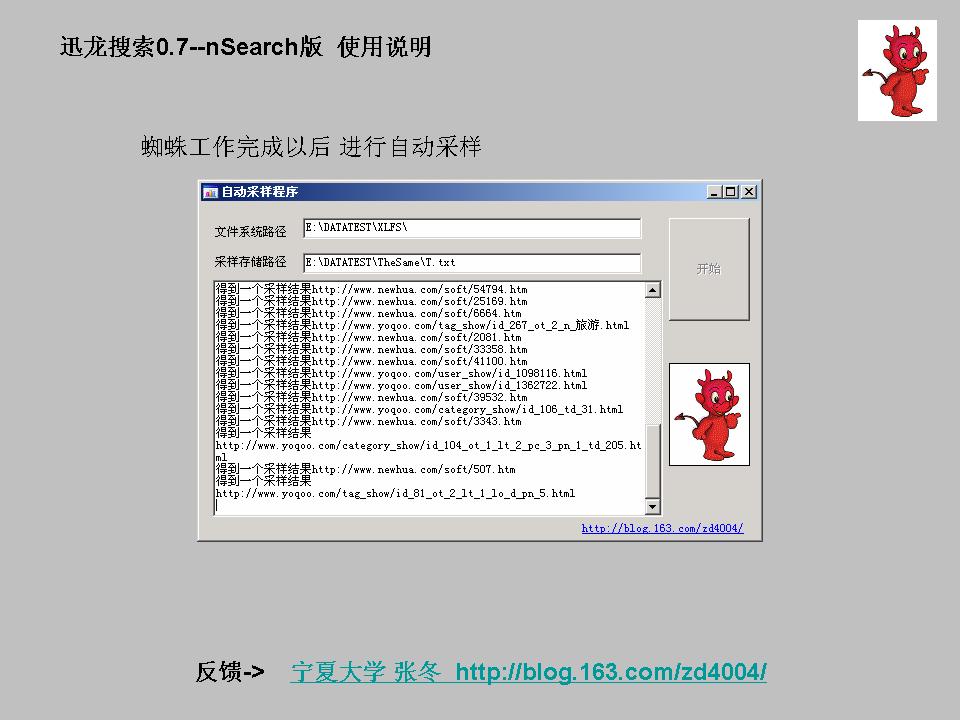 迅龙搜索0.7--nSearch版 使用说明
蜘蛛工作完成以后 进行自动采样
自动采样程序
文件系统路径 E:\DATATEST\XLFS\
采样存储路径 E:\DATATEST\TheSame\T.txt
开始
得到一个采样结果http://www.newhua.com/soft/54794.htm
得到一个采样结果http://www.newhua.com/soft/25169.htm
得到一个采样结果http://www.newhua.com/soft/6664.htm
得到一个采样结果http://www.yoqoo.com/tag_show/id_267_ot_2_n_旅游.html
得到一个采样结果http://www.newhua.com/soft/2081.htm
得到一个采样结果http://www.newhua.com/soft/33358.htm
得到一个采样结果http://www.newhua.com/soft/41100.htm
得到一个采样结果http://www.yoqoo.com/user_show/id_1098116.html
得到一个采样结果http://www.yoqoo.com/user_show/id_1362722.html
得到一个采样结果http://www.newhua.com/soft/39532.htm
得到一个采样结果http://www.yoqoo.com/category_show/id_106_td_31.html
得到一个采样结果http://www.newhua.com/soft/3343.htm
得到一个采样结果
http://www.yoqoo.com/category_show/id_104_ot_1_lt_2_pc_3_pn_1_td_205.ht
ml
得到一个采样结果http://www.newhua.com/soft/507.htm
得到一个采样结果
http://www.yoqoo.com/tag_show/id_81_ot_2_lt_1_lo_d_pn_5.html
http://blog.163.com/zd4004/
反馈-> 宁夏大学 张冬 http://blog.163.com/zd4004/